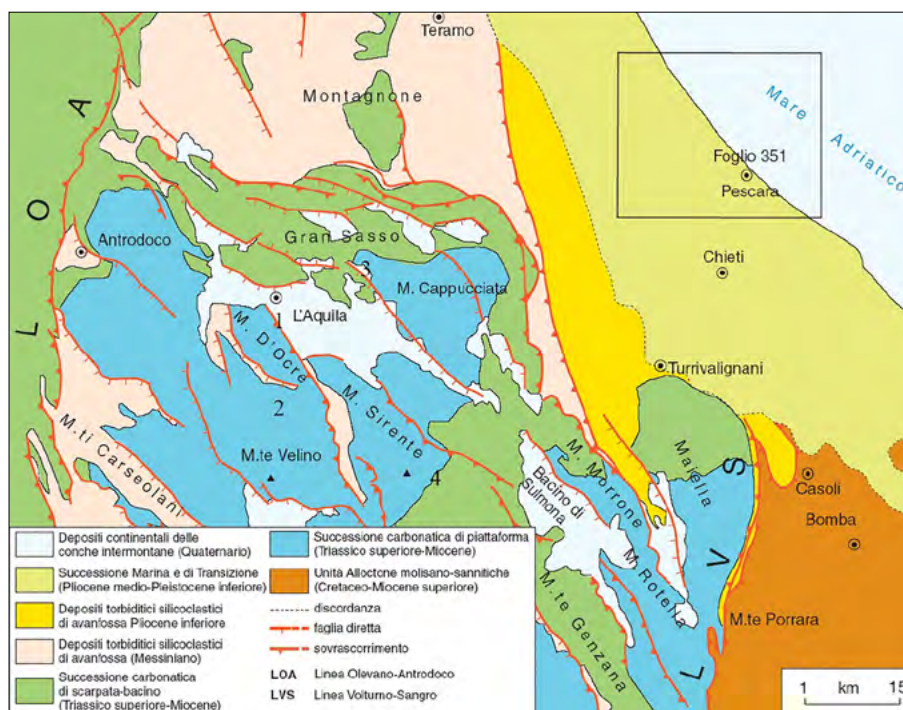 Teramo
Montagnone
Mare Adriatico
Foglio 351
Pescara
L O A
Antrodoco
Gran Sasso
Chieti
3
M. Cappucciata
1
L'Aquila
M. D'Ocre
Turrivalignani
2
M. Sirente
M.ti Carseolani
M.te Velino
4
M. Morrone
Maiella
Bacino di
Sulmona
Casoli
Bomba
L V S
M. Rotella
M.te Porrara
M.te Genzana
Depositi continentali delle
conche intermontane (Quaternario)
Successione Marina e di Transizione
(Pliocene medio-Pleistocene inferiore)
Depositi torbiditici silicoclastici
di avanfossa Pliocene inferiore
Depositi torbiditici silicoclastici
di avanfossa (Messiniano)
Successione carbonatica
di scarpata-bacino
(Triassico superiore-Miocene)
Successione carbonatica di piattaforma
(Triassico superiore-Miocene)
Unità Alloctone molisano-sannitiche
(Cretaceo-Miocene superiore)
discordanza
faglia diretta
sovrascorrimento
LOA Linea Olevano-Antrodoco
LVS Linea Volturno-Sangro
1 km 15